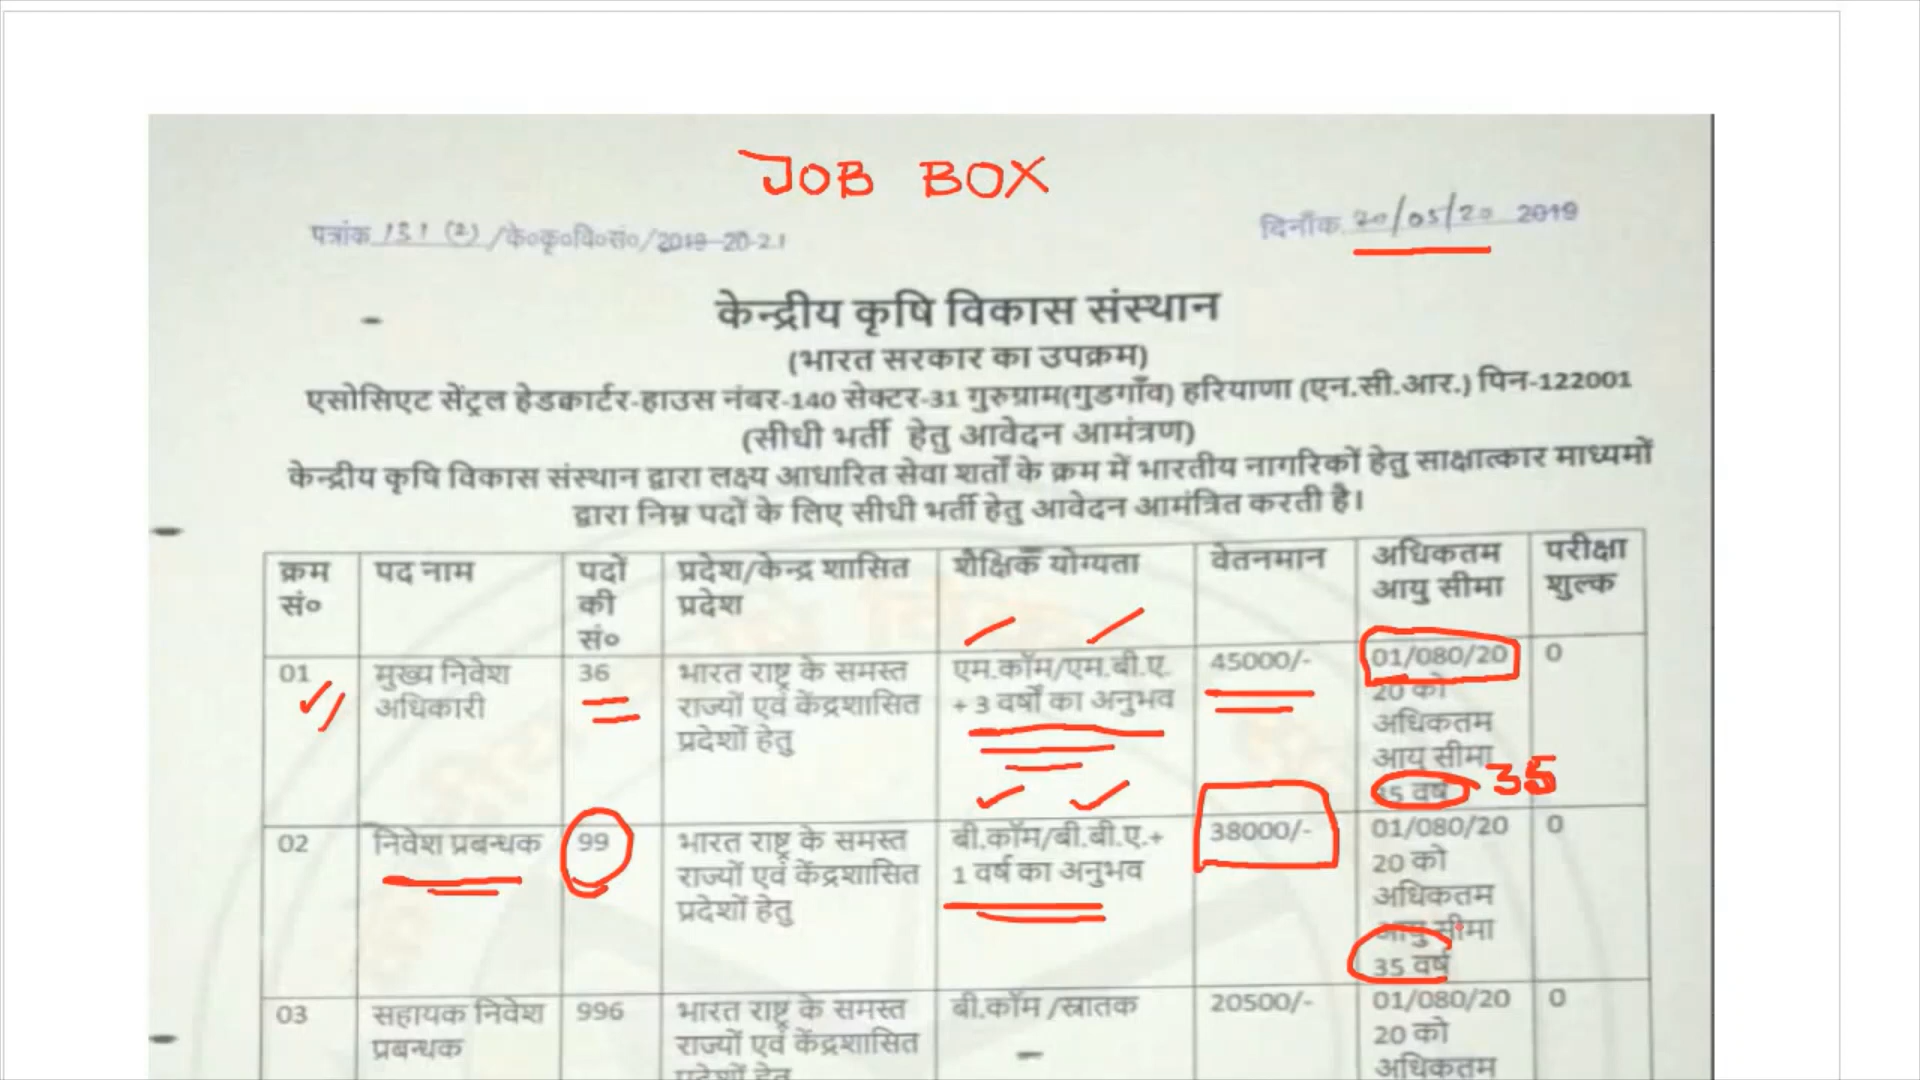 JOB BOX
पत्रांक 151 (2) /के०कृ०वि०सं०/2019-20-21
दिनाँक 20/05/20 2019
केन्द्रीय कृषि विकास संस्थान
(भारत सरकार का उपक्रम)
एसोसिएट सेंट्रल हेडक्वार्टर-हाउस नंबर-140 सेक्टर-31 गुरुग्राम(गुडगाँव) हरियाणा (एन.सी.आर.) पिन-122001
(सीधी भर्ती हेतु आवेदन आमंत्रण)
केन्द्रीय कृषि विकास संस्थान द्वारा लक्ष्य आधारित सेवा शर्तों के क्रम में भारतीय नागरिकों हेतु साक्षात्कार माध्यमों
द्वारा निम्न पदों के लिए सीधी भर्ती हेतु आवेदन आमंत्रित करती है।
क्रम सं० पद नाम पदों की सं० प्रदेश/केन्द्र शासित प्रदेश शैक्षिक योग्यता वेतनमान अधिकतम आयु सीमा परीक्षा शुल्क
01 मुख्य निवेश अधिकारी 36 भारत राष्ट्र के समस्त राज्यों एवं केंद्रशासित प्रदेशों हेतु एम.कॉम/एम.बी.ए. + 3 वर्षों का अनुभव 45000/- 01/080/20 20 को अधिकतम आयु सीमा 35 वर्ष 0
35
02 निवेश प्रबन्धक 99 भारत राष्ट्र के समस्त राज्यों एवं केंद्रशासित प्रदेशों हेतु बी.कॉम/बी.बी.ए.+ 1 वर्ष का अनुभव 38000/- 01/080/20 20 को अधिकतम आयु सीमा 35 वर्ष 0
03 सहायक निवेश प्रबन्धक 996 भारत राष्ट्र के समस्त राज्यों एवं केंद्रशासित प्रदेशों हेतु बी.कॉम /स्नातक 20500/- 01/080/20 20 को अधिकतम 0